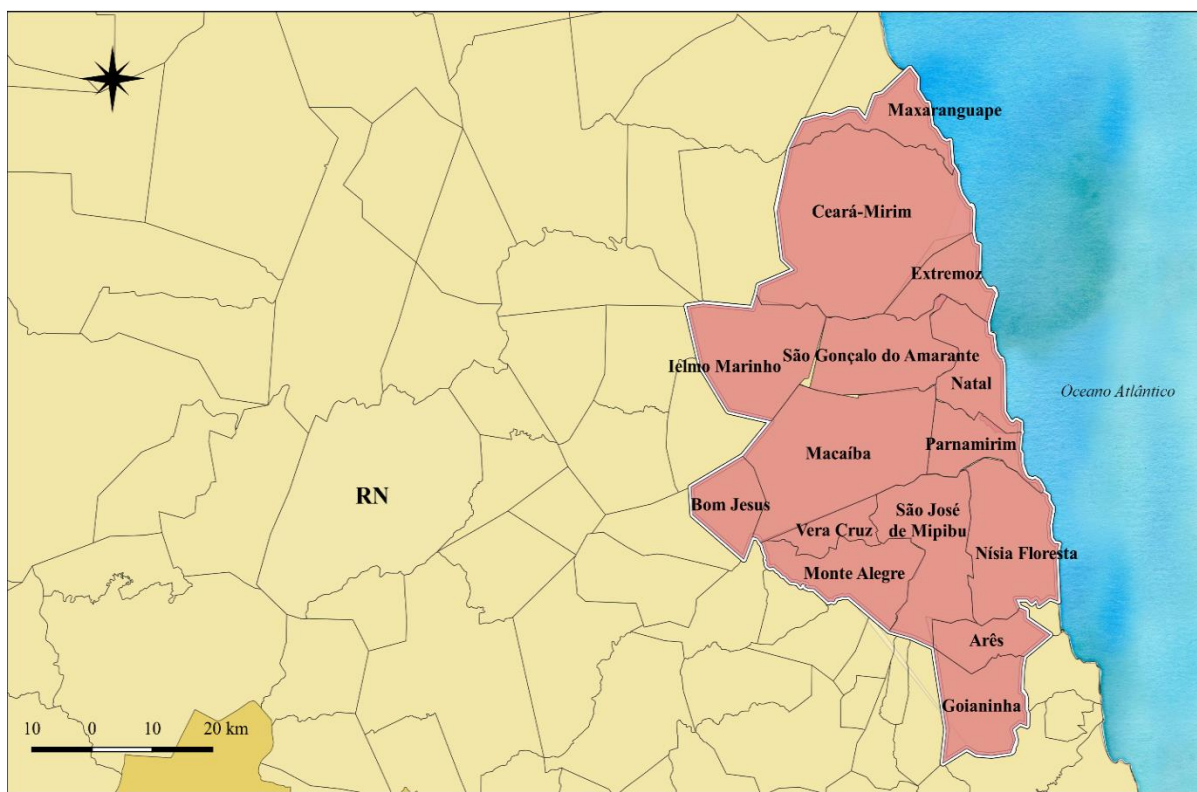 Maxaranguape
Ceará-Mirim
Extremoz
São Gonçalo do Amarante
Ielmo Marinho
Natal
Oceano Atlântico
Parnamirim
Macaíba
RN
Bom Jesus
São José
de Mipibu
Vera Cruz
Nísia Floresta
Monte Alegre
Arês
Goianinha
10 0 10 20 km